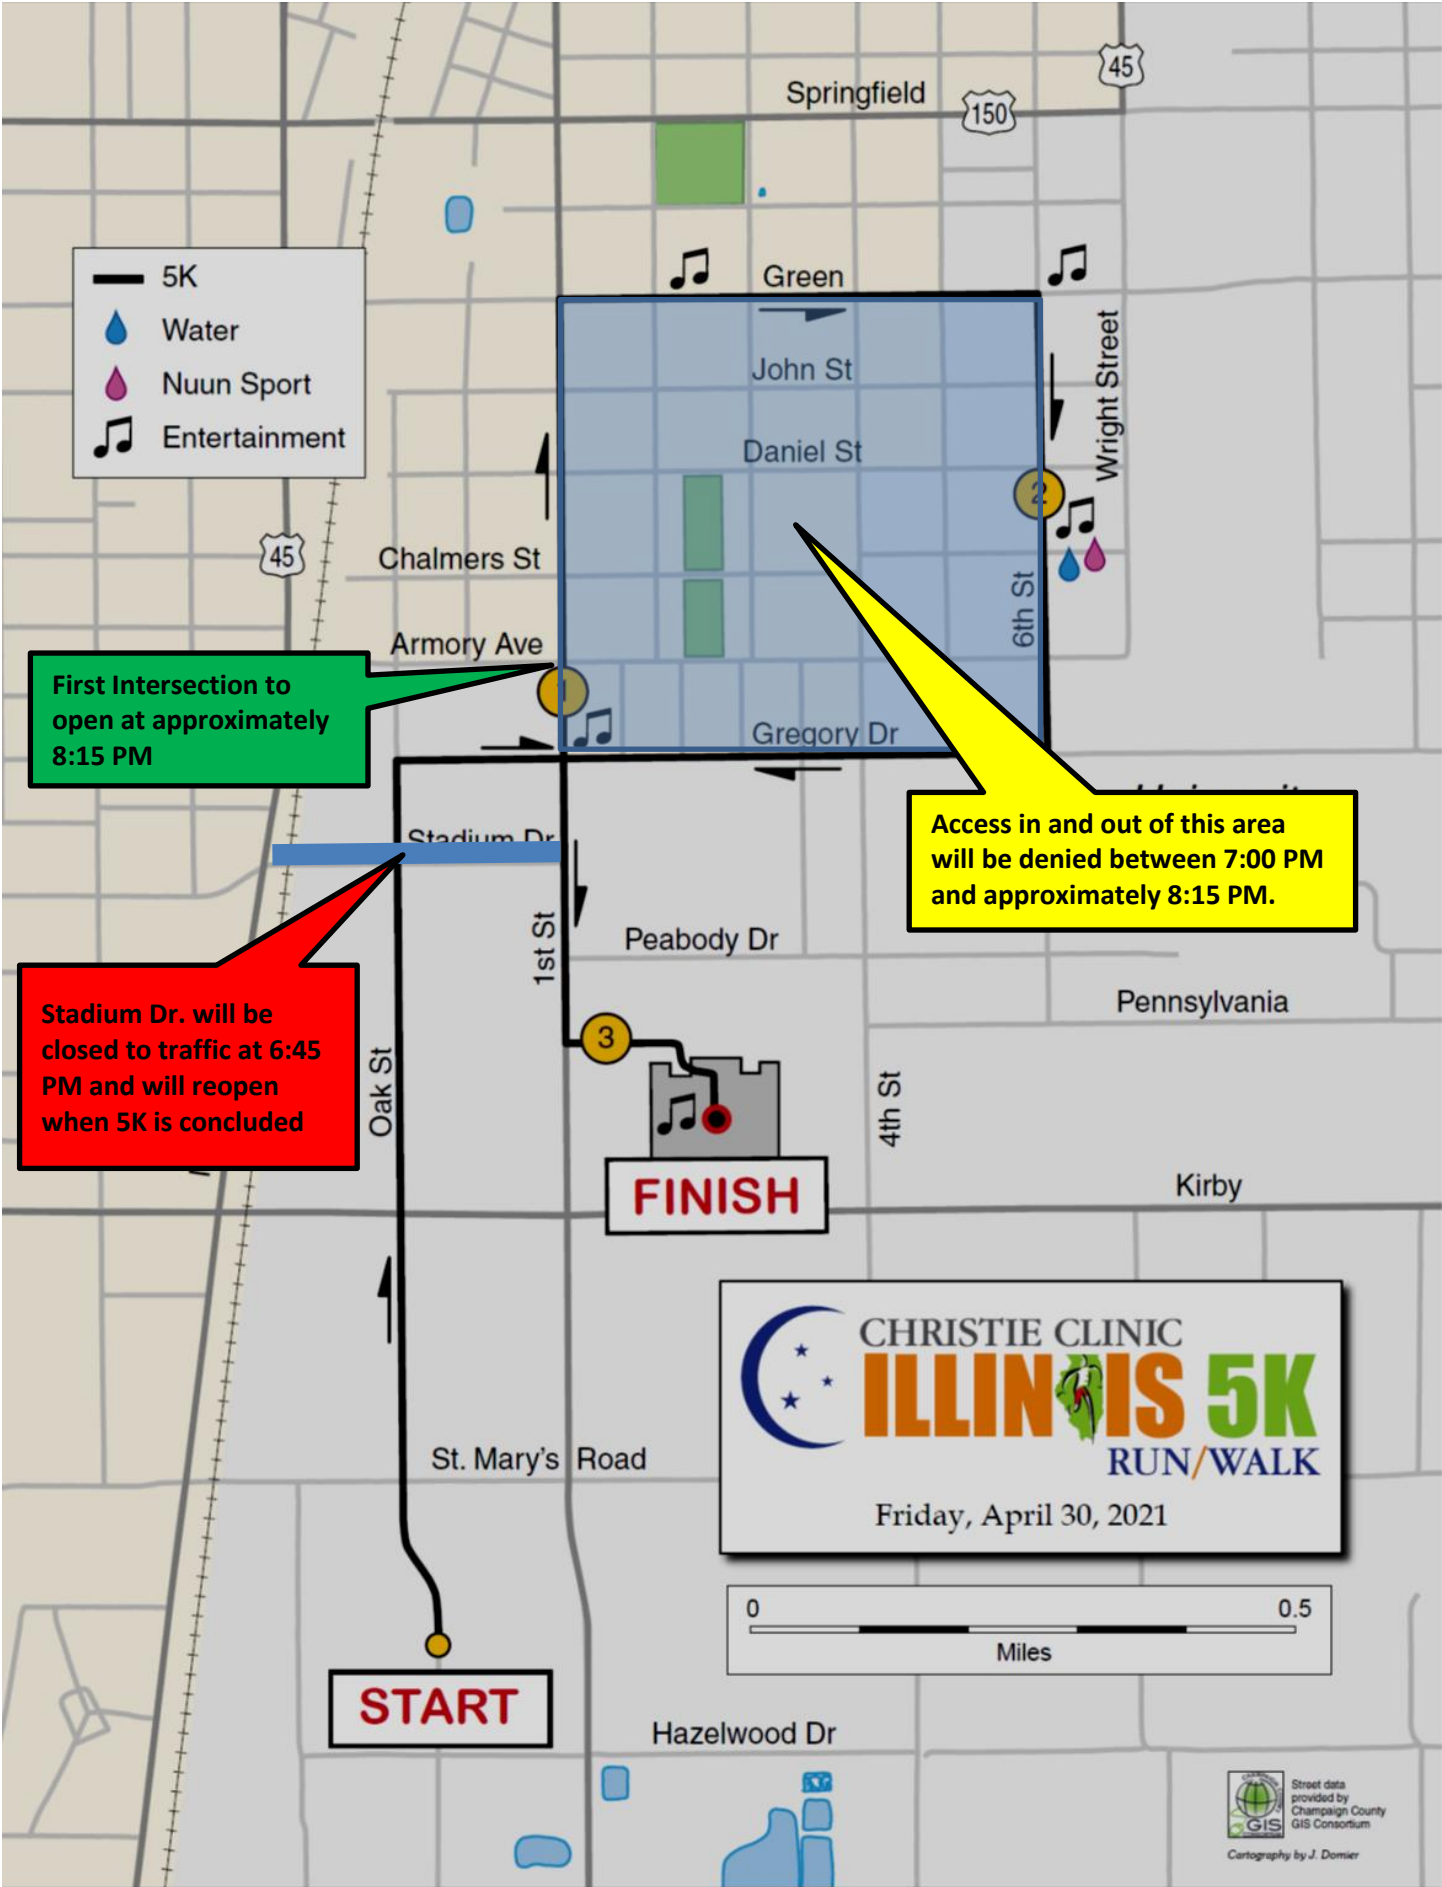 45
Springfield
150
Green
5K
Water
Nuun Sport
Entertainment
John St
Wright Street
Daniel St
2
45
Chalmers St
6th St
Armory Ave
First Intersection to
open at approximately
8:15 PM
1
Gregory Dr
Access in and out of this area
will be denied between 7:00 PM
and approximately 8:15 PM.
Stadium Dr
1st St
Peabody Dr
Pennsylvania
Stadium Dr. will be
closed to traffic at 6:45
PM and will reopen
when 5K is concluded
3
Oak St
4th St
FINISH
Kirby
CHRISTIE CLINIC
ILLINOIS 5K
RUN/WALK
Friday, April 30, 2021
St. Mary's Road
0 0.5
Miles
START
Hazelwood Dr
GIS
Street data
provided by
Champaign County
GIS Consortium
Cartography by J. Domier